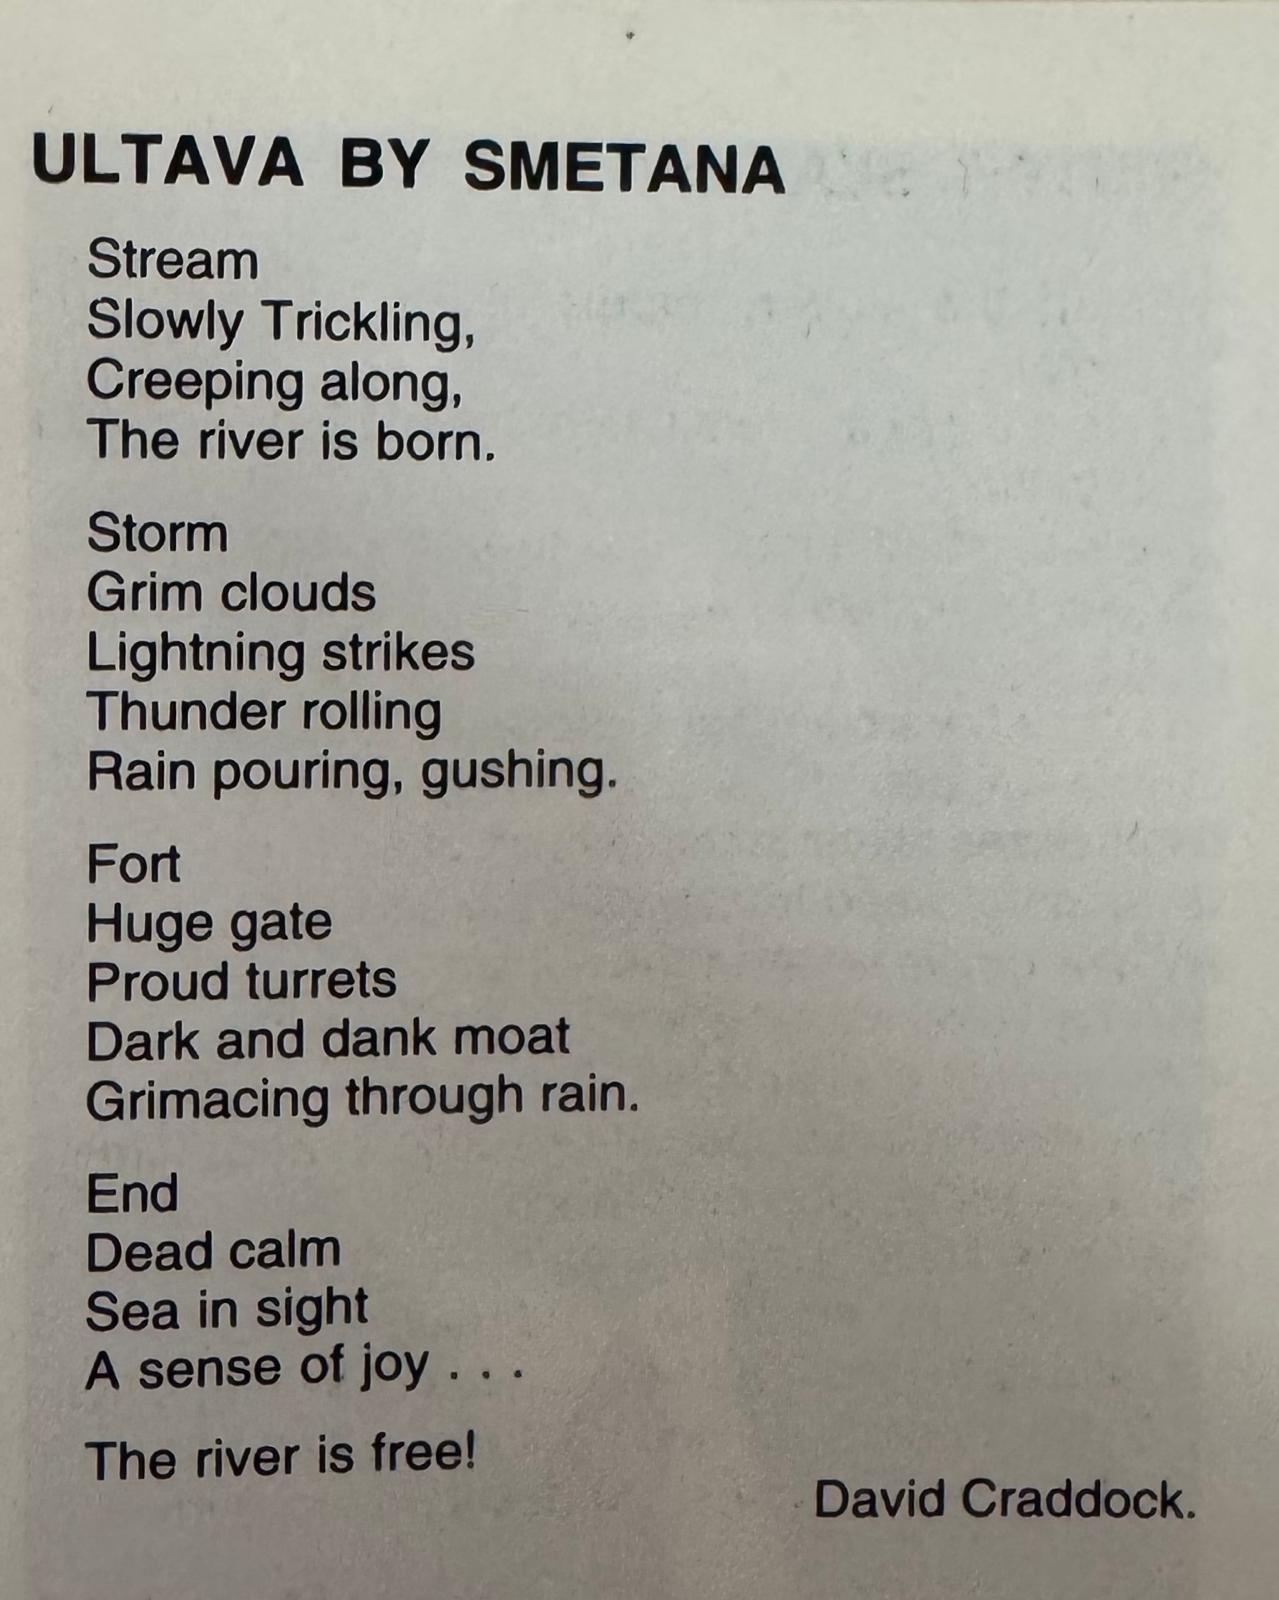 ULTAVA BY SMETANA
Stream
Slowly Trickling,
Creeping along,
The river is born.
Storm
Grim clouds
Lightning strikes
Thunder rolling
Rain pouring, gushing.
Fort
Huge gate
Proud turrets
Dark and dank moat
Grimacing through rain.
End
Dead calm
Sea in sight
A sense of joy . . .
The river is free!
David Craddock.